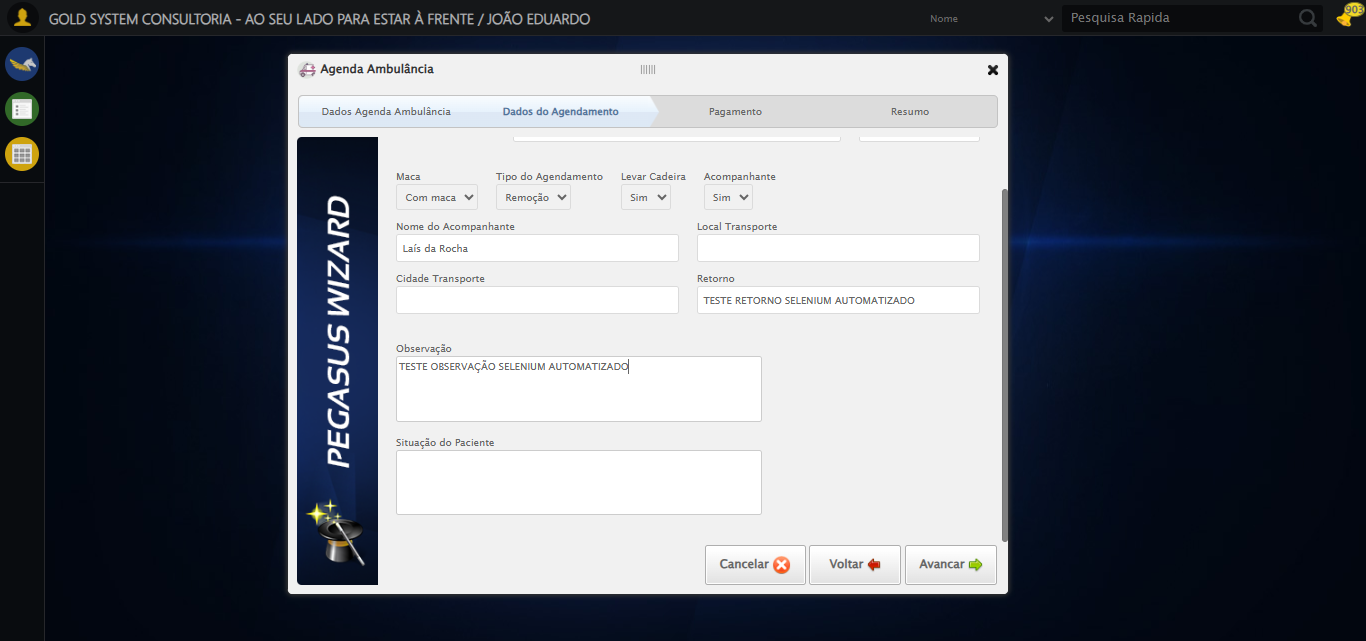 GOLD SYSTEM CONSULTORIA - AO SEU LADO PARA ESTAR À FRENTE / JOÃO EDUARDO
Nome
Pesquisa Rapida
903
Agenda Ambulância
Dados Agenda Ambulância
Dados do Agendamento
Pagamento
Resumo
PEGASUS WIZARD
Maca
Tipo do Agendamento
Levar Cadeira
Acompanhante
Com maca
Remoção
Sim
Sim
Nome do Acompanhante
Local Transporte
Laís da Rocha
Cidade Transporte
Retorno
TESTE RETORNO SELENIUM AUTOMATIZADO
Observação
TESTE OBSERVAÇÃO SELENIUM AUTOMATIZADO
Situação do Paciente
Cancelar
Voltar
Avancar